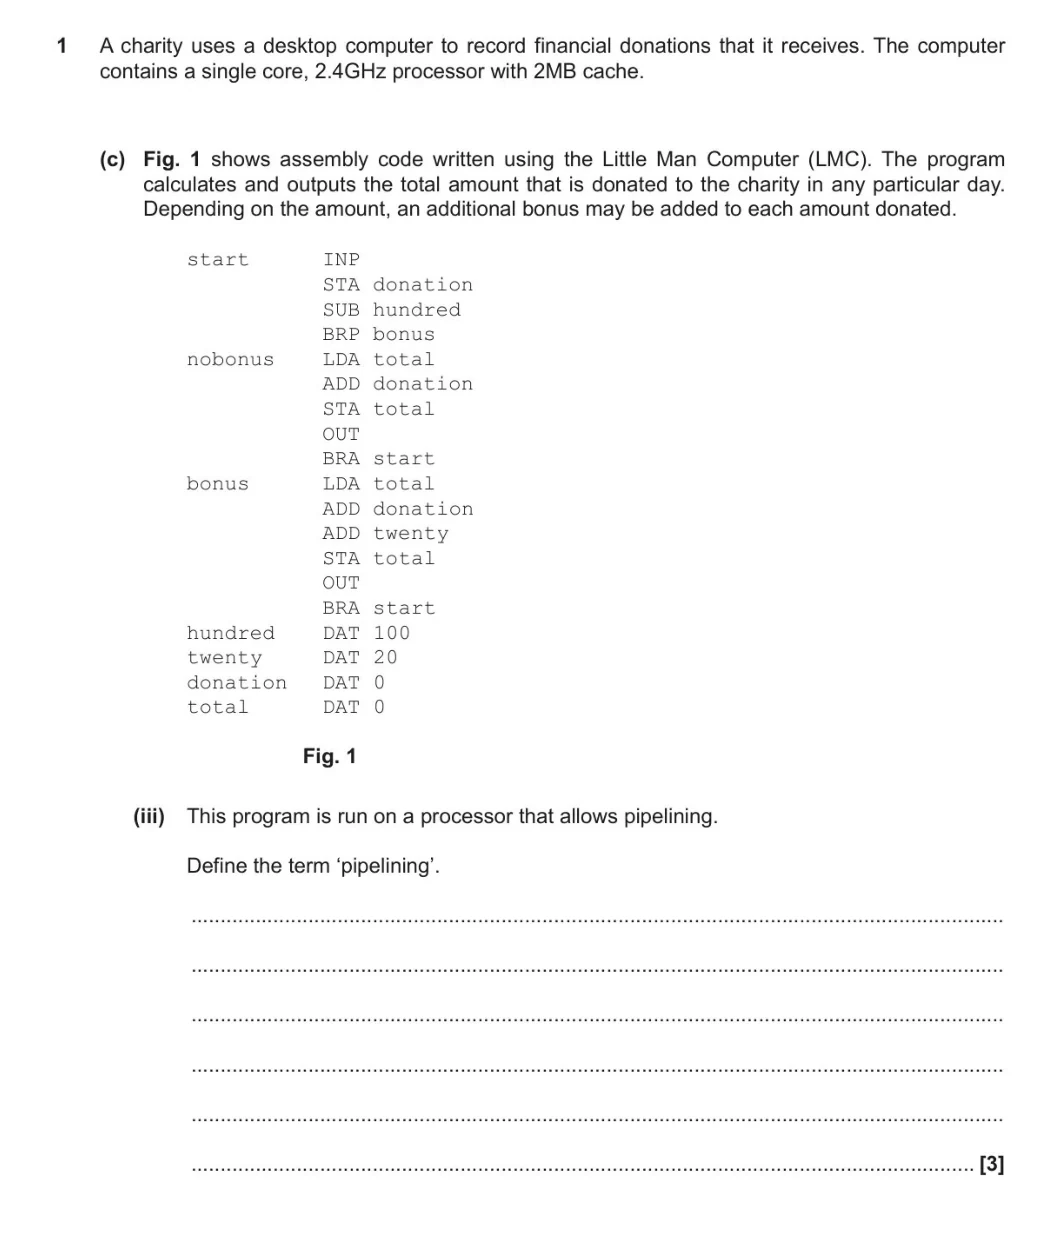 1 A charity uses a desktop computer to record financial donations that it receives. The computer
contains a single core, 2.4GHz processor with 2MB cache.
(c) Fig. 1 shows assembly code written using the Little Man Computer (LMC). The program
calculates and outputs the total amount that is donated to the charity in any particular day.
Depending on the amount, an additional bonus may be added to each amount donated.
start INP
STA donation
SUB hundred
BRP bonus
nobonus LDA total
ADD donation
STA total
OUT
BRA start
bonus LDA total
ADD donation
ADD twenty
STA total
OUT
BRA start
hundred DAT 100
twenty DAT 20
donation DAT 0
total DAT 0
Fig. 1
(iii) This program is run on a processor that allows pipelining.
Define the term ‘pipelining’.
[3]